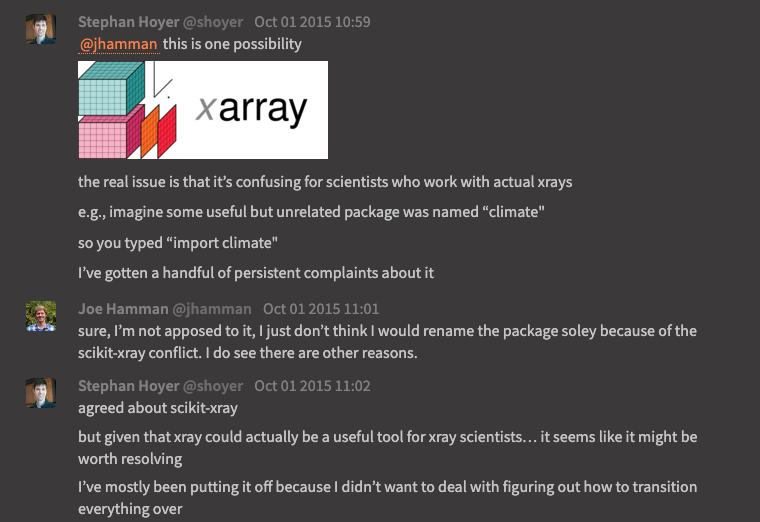 Stephan Hoyer @shoyer Oct 01 2015 10:59
@jhamman this is one possibility
xarray
the real issue is that it's confusing for scientists who work with actual xrays
e.g., imagine some useful but unrelated package was named “climate"
so you typed “import climate"
I've gotten a handful of persistent complaints about it
Joe Hamman @jhamman Oct 01 2015 11:01
sure, I'm not apposed to it, I just don't think I would rename the package soley because of the
scikit-xray conflict. I do see there are other reasons.
Stephan Hoyer @shoyer Oct 01 2015 11:02
agreed about scikit-xray
but given that xray could actually be a useful tool for xray scientists… it seems like it might be
worth resolving
I've mostly been putting it off because I didn't want to deal with figuring out how to transition
everything over